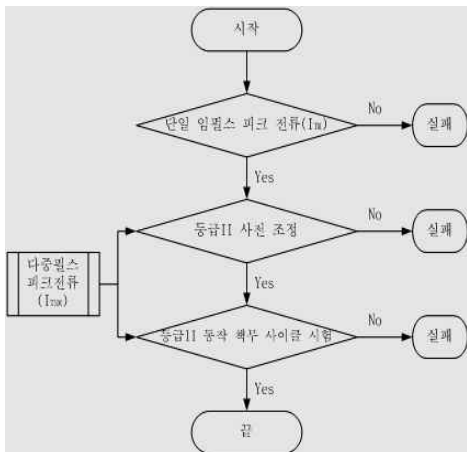 시작
단일 임펄스 피크 전류(Im)
No
실패
Yes
등급II 사전 조정
No
실패
다중펄스
피크전류
Yes
등급II 동작 책무 사이클 시험
No
실패
Yes
끝